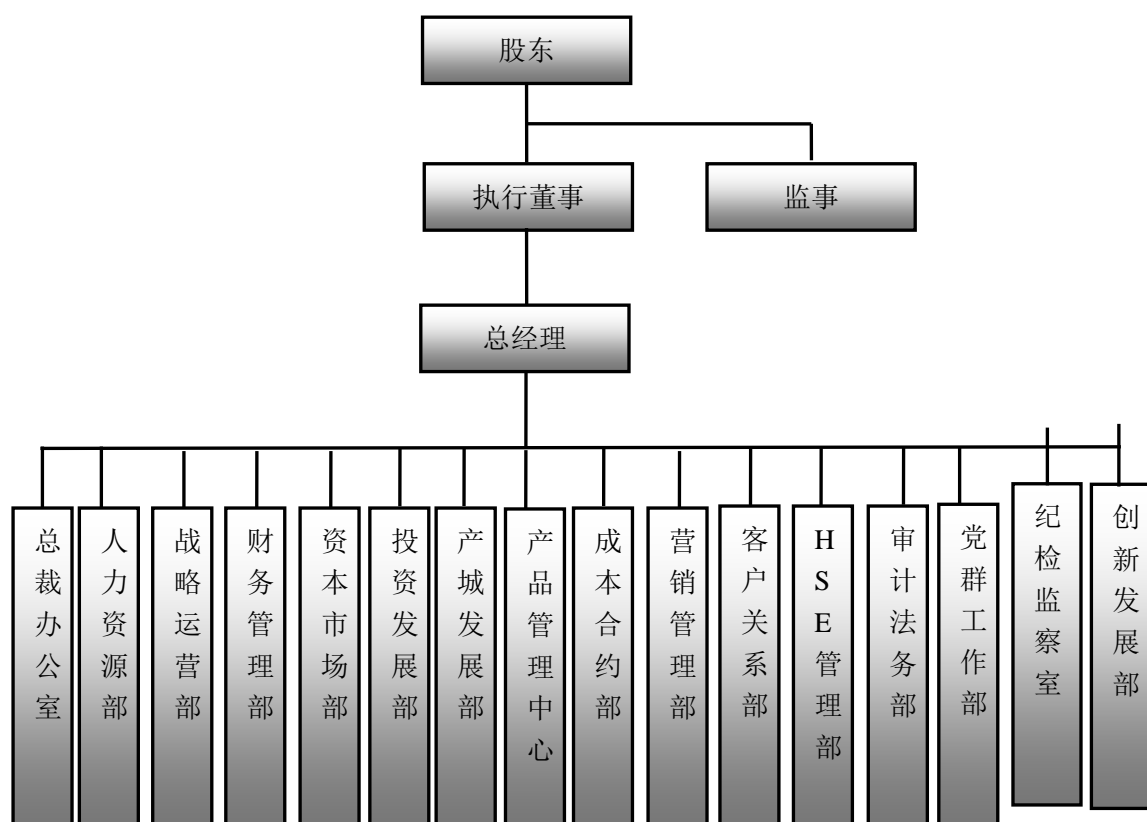 股东
执行董事
监事
总经理
总裁办公室
人力资源部
战略运营部
财务管理部
资本市场部
投资发展部
产城发展部
产品管理中心
成本合约部
营销管理部
客户关系部
HSE管理部
审计法务部
党群工作部
纪检监察室
创新发展部